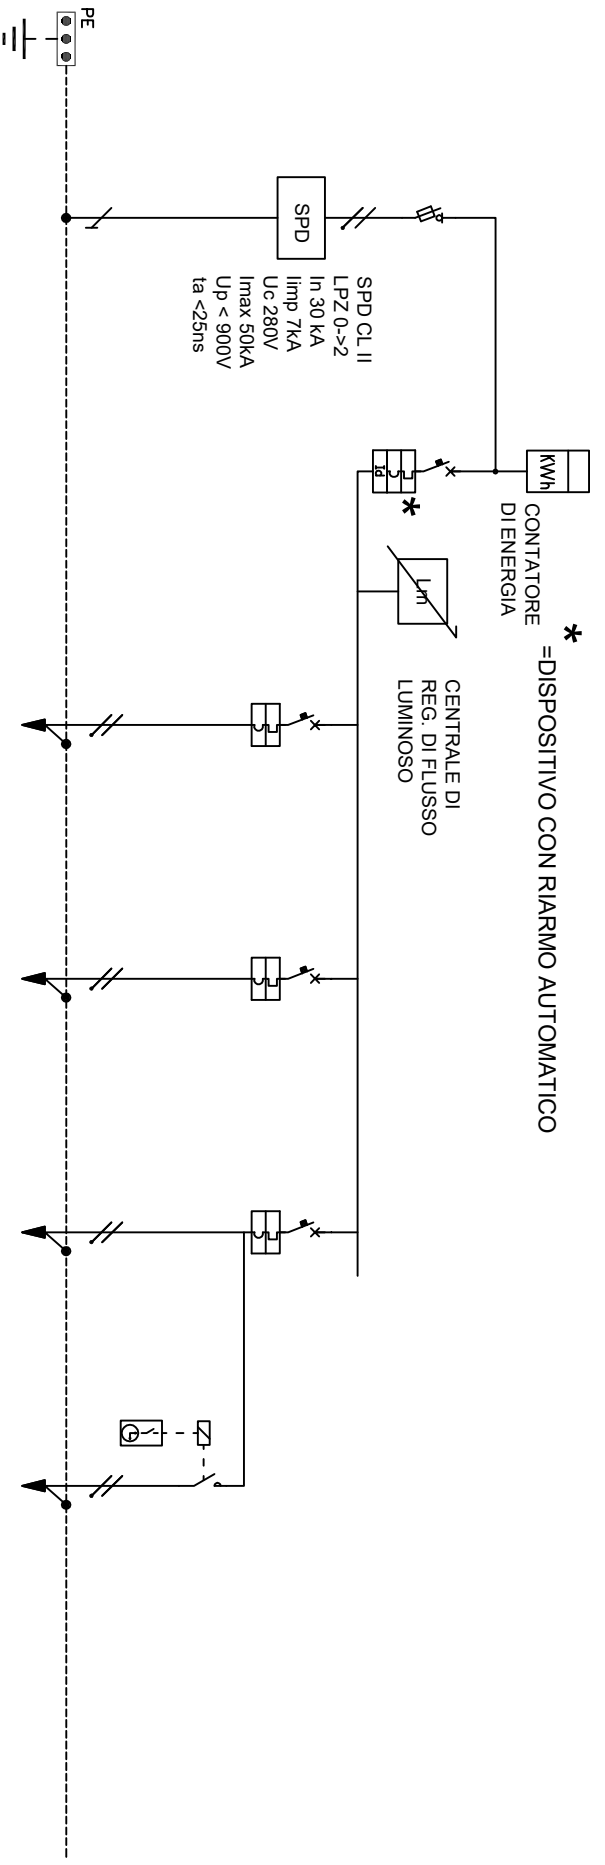 PE
SPD
SPD CL II
LPZ 0->2
In 30 kA
Iimp 7kA
Uc 280V
Imax 50kA
Up < 900V
ta <25ns
KWh
CONTATORE
DI ENERGIA
Id
*
* =DISPOSITIVO CON RIARMO AUTOMATICO
Lm
CENTRALE DI
REG. DI FLUSSO
LUMINOSO